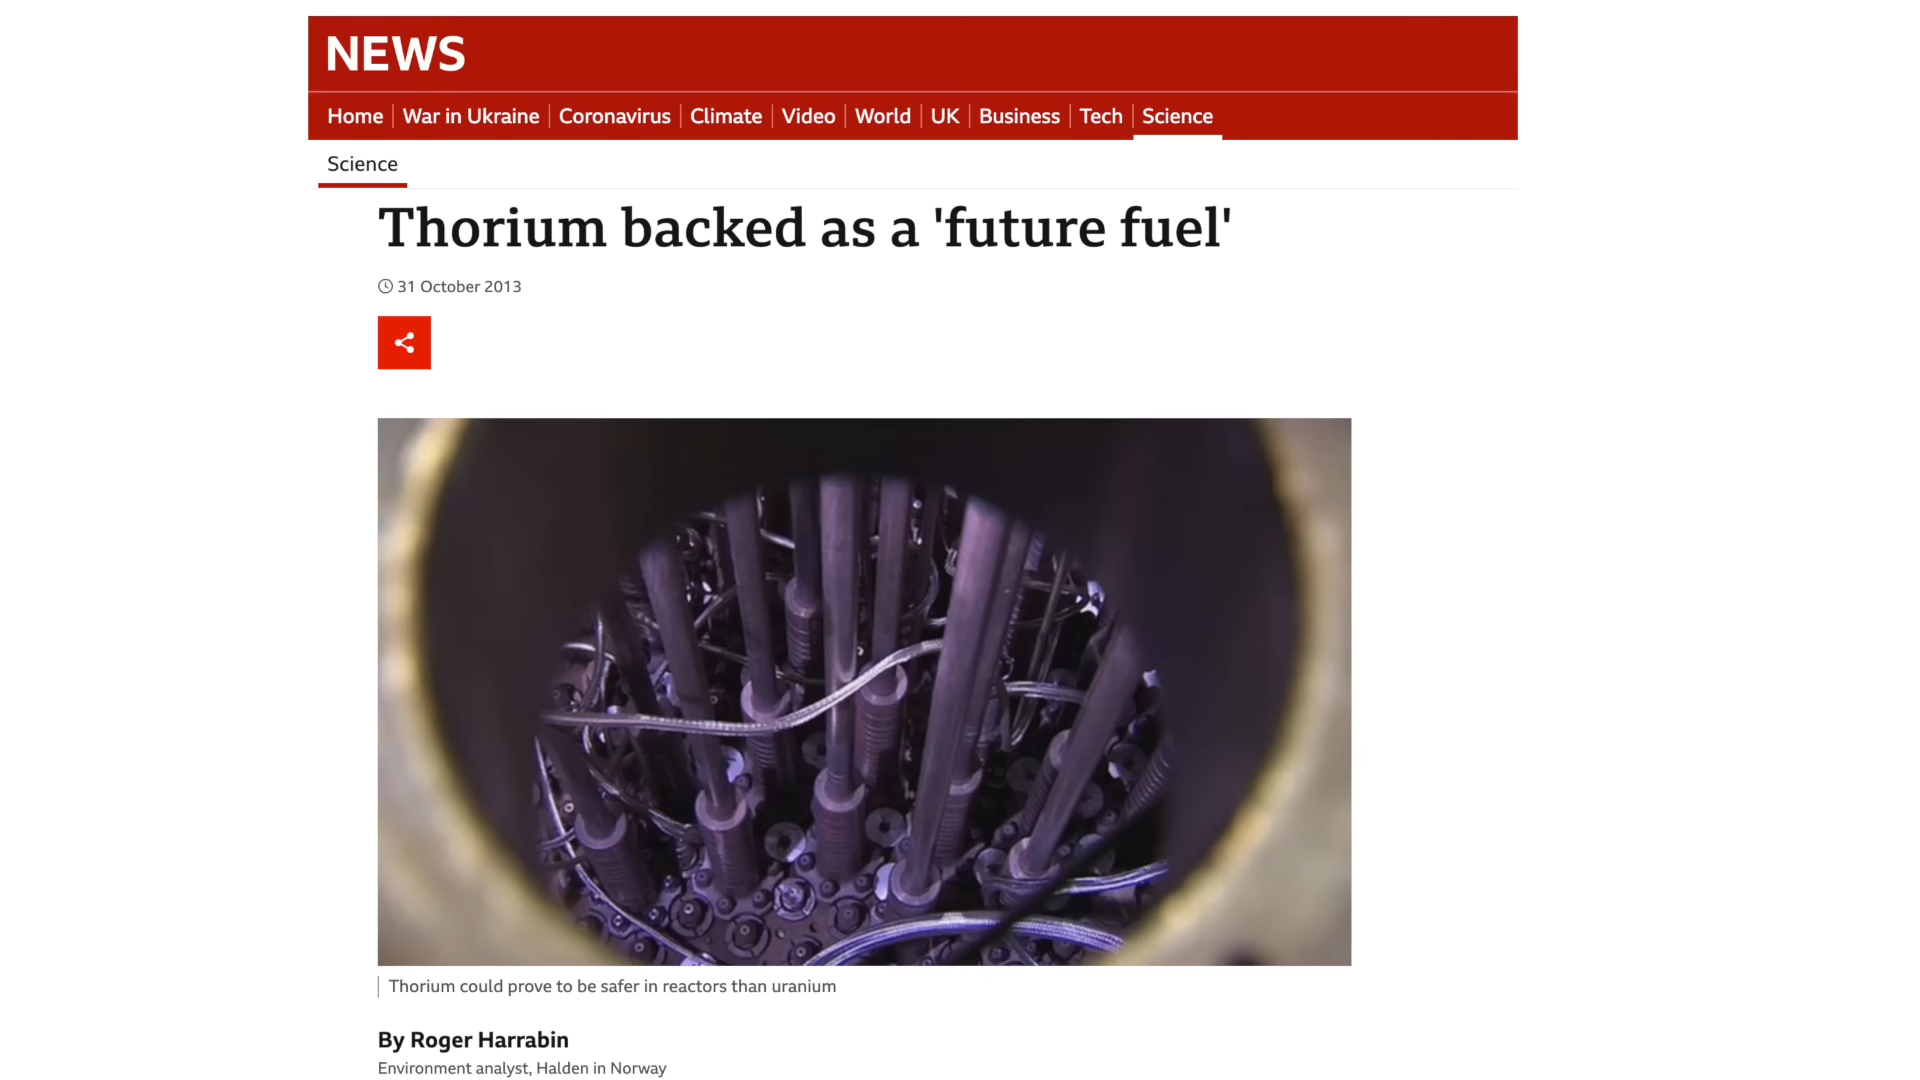 NEWS
Home War in Ukraine Coronavirus Climate Video World UK Business Tech Science
Science
Thorium backed as a 'future fuel'
31 October 2013
Thorium could prove to be safer in reactors than uranium
By Roger Harrabin
Environment analyst, Halden in Norway